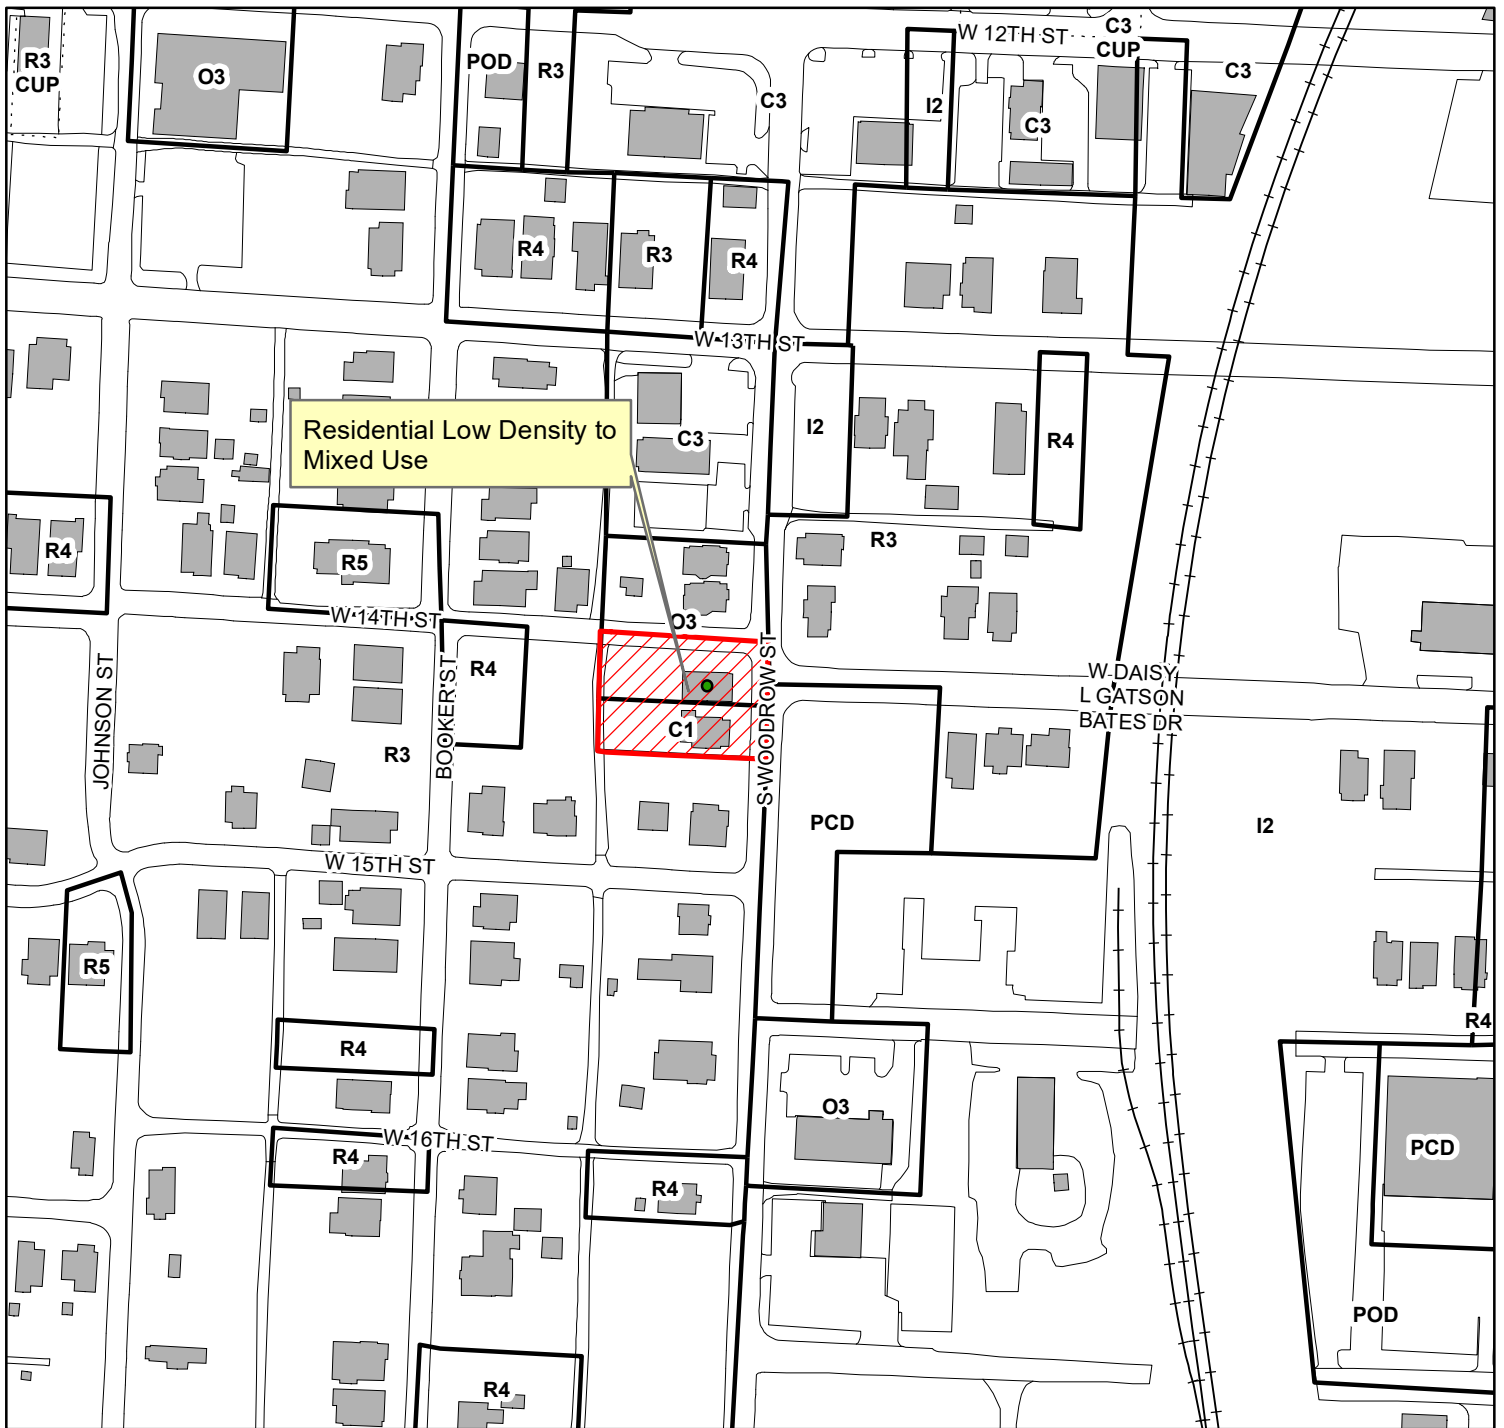 W 12TH ST
C3
CUP
R3
CUP
O3
POD
R3
C3
C3
I2
C3
R4
R3
R4
W 13TH ST
Residential Low Density to
Mixed Use
C3
I2
R4
R4
R5
R3
W 14TH ST
O3
R4
W DAISY
L GATSON
BATES DR
JOHNSON ST
BOOKER ST
S WOODROW ST
C1
R3
PCD
I2
W 15TH ST
R5
R4
R4
O3
W 16TH ST
R4
PCD
R4
POD
R4